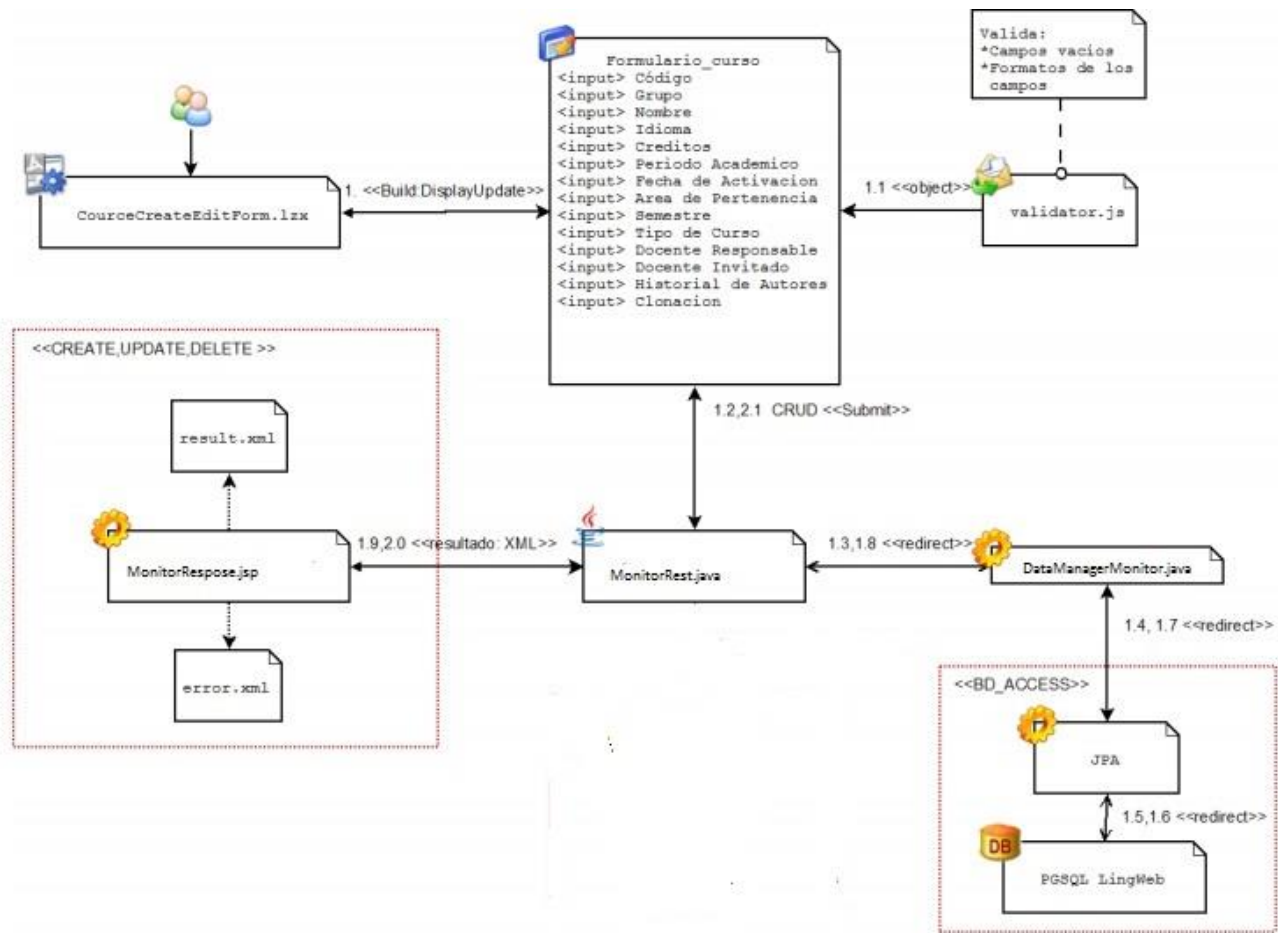 Valida:
*Campos vacios
*Formatos de los
campos
Formulario_curso
<input> Código
<input> Grupo
<input> Nombre
<input> Idioma
<input> Creditos
<input> Periodo Academico
<input> Fecha de Activacion
<input> Area de Pertenencia
<input> Semestre
<input> Tipo de Curso
<input> Docente Responsable
<input> Docente Invitado
<input> Historial de Autores
<input> Clonacion
CourceCreateEditForm.lzx
1. <<Build:DisplayUpdate>>
1.1 <<object>>
validator.js
<<CREATE,UPDATE,DELETE >>
1.2,2.1 CRUD <<Submit>>
result.xml
MonitorRespose.jsp
1.9,2.0 <<resultado: XML>>
MonitorRest.java
1.3,1.8 <<redirect>>
DataManagerMonitor.java
error.xml
1.4, 1.7 <<redirect>>
<<BD_ACCESS>>
JPA
1.5,1.6 <<redirect>>
DB
PGSQL LingWeb